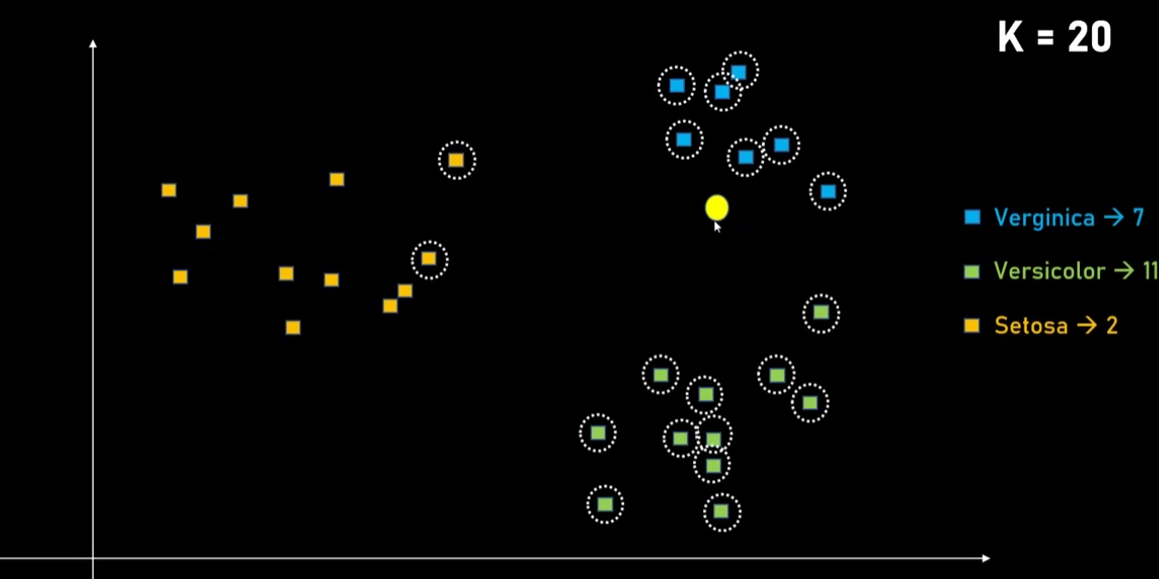 K = 20
Verginica → 7
Versicolor → 11
Setosa → 2